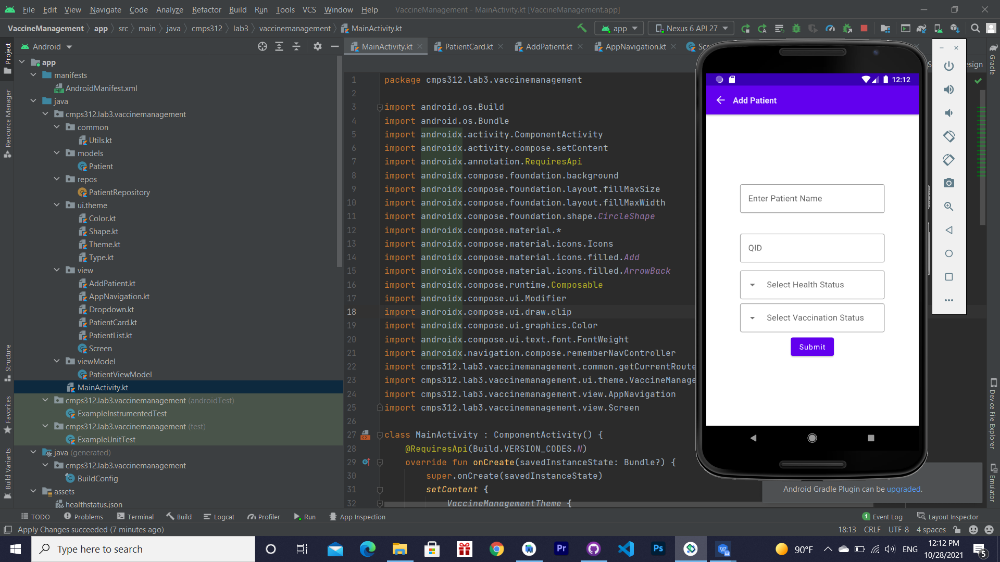 File Edit View Navigate Code Analyze Refactor Build Run Tools VCS Window Help VaccineManagement - MainActivity.kt [VaccineManagement.app]
VaccineManagement app src main java cmps312 lab3 vaccinemanagement MainActivity.kt app Nexus 6 API 27
Android
MainActivity.kt PatientCard.kt AddPatient.kt AppNavigation.kt
Project
Resource Manager
Structure
Favorites
Build Variants
app
manifests
AndroidManifest.xml
java
cmps312.lab3.vaccinemanagement
common
Utils.kt
models
Patient
repos
PatientRepository
ui.theme
Color.kt
Shape.kt
Theme.kt
Type.kt
view
AddPatient.kt
AppNavigation.kt
Dropdown.kt
PatientCard.kt
PatientList.kt
Screen
viewModel
PatientViewModel
MainActivity.kt
cmps312.lab3.vaccinemanagement (androidTest)
ExampleInstrumentedTest
cmps312.lab3.vaccinemanagement (test)
ExampleUnitTest
java (generated)
cmps312.lab3.vaccinemanagement
BuildConfig
assets
healthstatus.json
1 package cmps312.lab3.vaccinemanagement
2
3 import android.os.Build
4 import android.os.Bundle
5 import androidx.activity.ComponentActivity
6 import androidx.activity.compose.setContent
7 import androidx.annotation.RequiresApi
8 import androidx.compose.foundation.background
9 import androidx.compose.foundation.layout.fillMaxSize
10 import androidx.compose.foundation.layout.fillMaxWidth
11 import androidx.compose.foundation.shape.CircleShape
12 import androidx.compose.material.*
13 import androidx.compose.material.icons.Icons
14 import androidx.compose.material.icons.filled.Add
15 import androidx.compose.material.icons.filled.ArrowBack
16 import androidx.compose.runtime.Composable
17 import androidx.compose.ui.Modifier
18 import androidx.compose.ui.draw.clip
19 import androidx.compose.ui.graphics.Color
20 import androidx.compose.ui.text.font.FontWeight
21 import androidx.navigation.compose.rememberNavController
22 import cmps312.lab3.vaccinemanagement.common.getCurrentRoute
23 import cmps312.lab3.vaccinemanagement.ui.theme.VaccineManage
24 import cmps312.lab3.vaccinemanagement.view.AppNavigation
25 import cmps312.lab3.vaccinemanagement.view.Screen
26
27 class MainActivity : ComponentActivity() {
28 @RequiresApi(Build.VERSION_CODES.N)
29 override fun onCreate(savedInstanceState: Bundle?) {
30 super.onCreate(savedInstanceState)
31 setContent {
32 VaccineManagementTheme {
12:12
Add Patient
Enter Patient Name
QID
Select Health Status
Select Vaccination Status
Submit
esign
Gradle
Device File Explorer
Emulator
Android Gradle Plugin can be upgraded.
TODO Problems Terminal Build Logcat Profiler Run App Inspection 1 Event Log Layout Inspector
Apply Changes succeeded (7 minutes ago) 18:13 CRLF UTF-8 4 spaces
Type here to search
Pr
Ps
90°F ENG
12:12 PM
10/28/2021
5